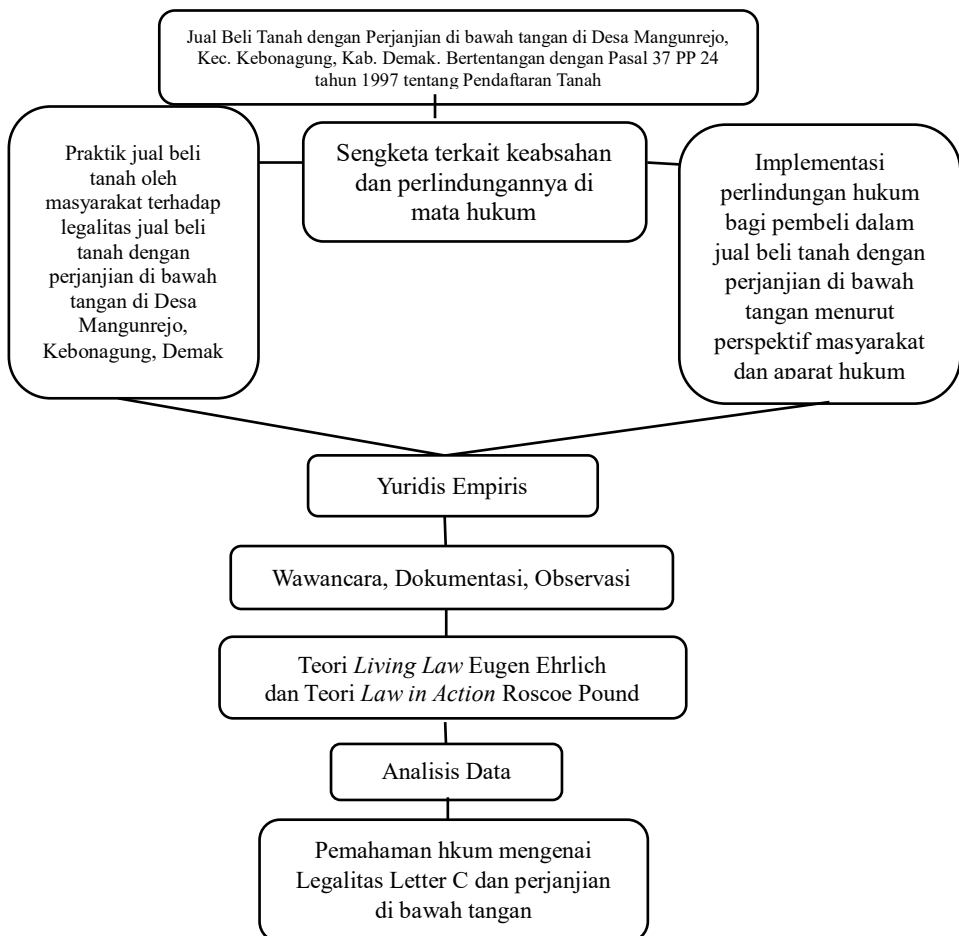 Jual Beli Tanah dengan Perjanjian di bawah tangan di Desa Mangunrejo,
Kec. Kebonagung, Kab. Demak. Bertentangan dengan Pasal 37 PP 24
tahun 1997 tentang Pendaftaran Tanah
Praktik jual beli
tanah oleh
masyarakat terhadap
legalitas jual beli
tanah dengan
perjanjian di bawah
tangan di Desa
Mangunrejo,
Kebonagung, Demak
Sengketa terkait keabsahan
dan perlindungannya di
mata hukum
Implementasi
perlindungan hukum
bagi pembeli dalam
jual beli tanah dengan
perjanjian di bawah
tangan menurut
perspektif masyarakat
dan aparat hukum
Yuridis Empiris
Wawancara, Dokumentasi, Observasi
Teori Living Law Eugen Ehrlich
dan Teori Law in Action Roscoe Pound
Analisis Data
Pemahaman hkum mengenai
Legalitas Letter C dan perjanjian
di bawah tangan